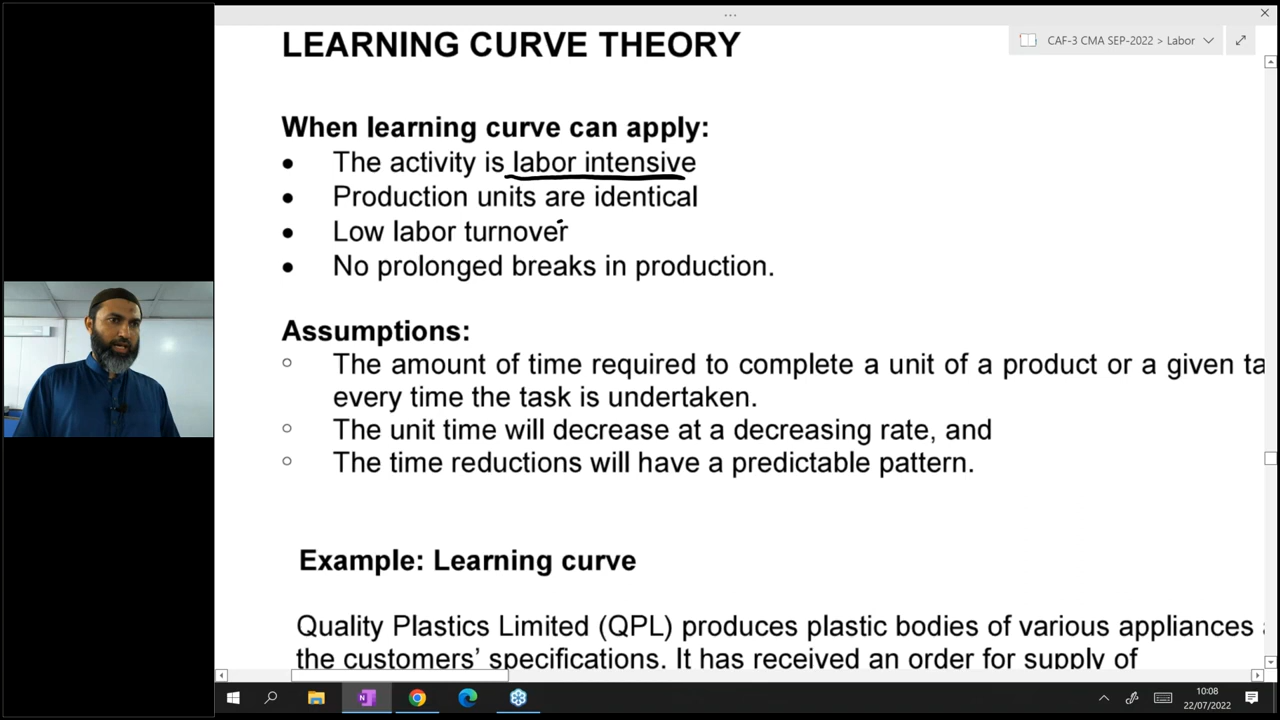 LEARNING CURVE THEORY
CAF-3 CMA SEP-2022 > Labor
When learning curve can apply:
• The activity is labor intensive
• Production units are identical
• Low labor turnover
• No prolonged breaks in production.
Assumptions:
○ The amount of time required to complete a unit of a product or a given ta
every time the task is undertaken.
○ The unit time will decrease at a decreasing rate, and
○ The time reductions will have a predictable pattern.
Example: Learning curve
Quality Plastics Limited (QPL) produces plastic bodies of various appliances
the customers’ specifications. It has received an order for supply of
10:08
22/07/2022